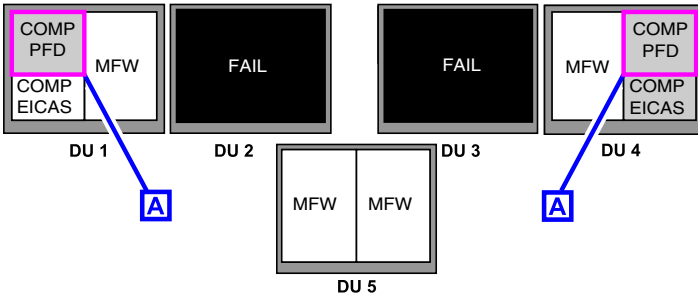 COMP
PFD
MFW
COMP
EICAS
FAIL
FAIL
MFW
COMP
PFD
COMP
EICAS
DU 1
DU 2
DU 3
DU 4
A
A
MFW
MFW
DU 5